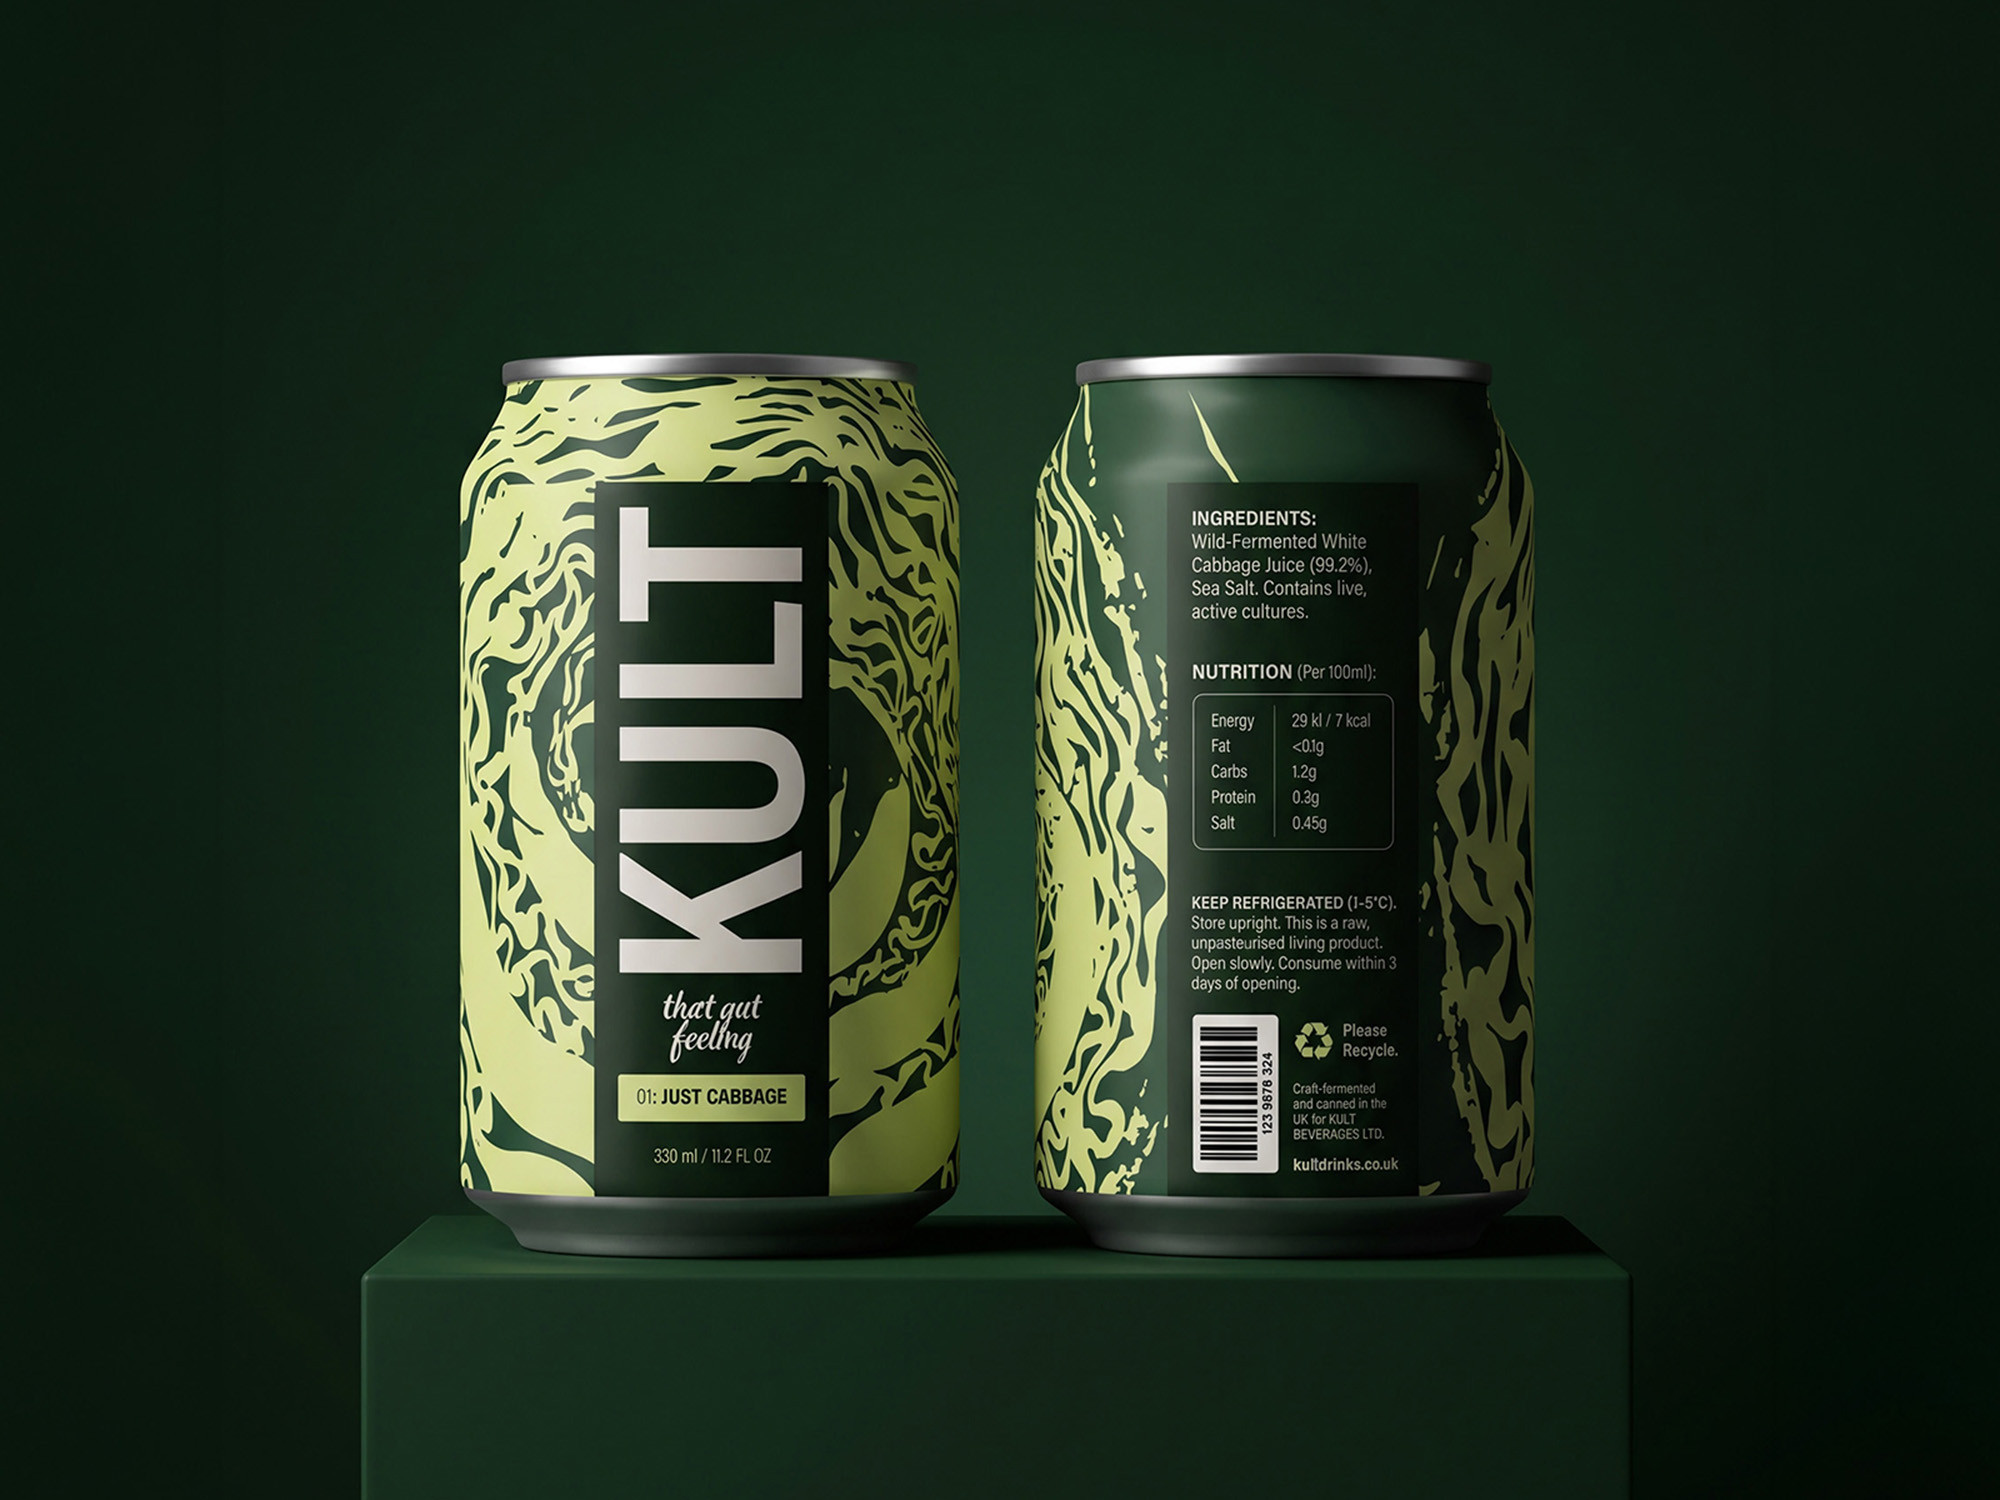 KULT
that gut
feeling
01: JUST CABBAGE
330 ml / 11.2 FL OZ
INGREDIENTS:
Wild-Fermented White
Cabbage Juice (99.2%),
Sea Salt. Contains live,
active cultures.
NUTRITION (Per 100ml):
Energy 29 kl / 7 kcal
Fat <0.1g
Carbs 1.2g
Protein 0.3g
Salt 0.45g
KEEP REFRIGERATED (1-5°C).
Store upright. This is a raw,
unpasteurised living product.
Open slowly. Consume within 3
days of opening.
123 9878 324
Please
Recycle.
Craft-fermented
and canned in the
UK for KULT
BEVERAGES LTD.
kultdrinks.co.uk